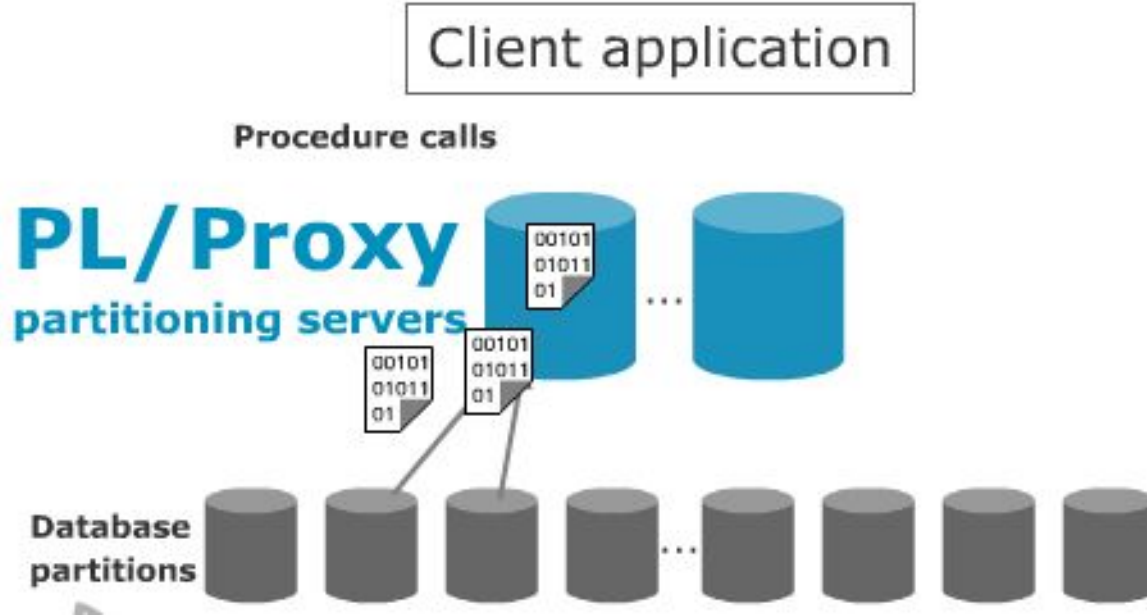 Client application
Procedure calls
PL/Proxy
partitioning servers
00101
01011
01
...
00101
01011
01
00101
01011
01
Database
partitions
...